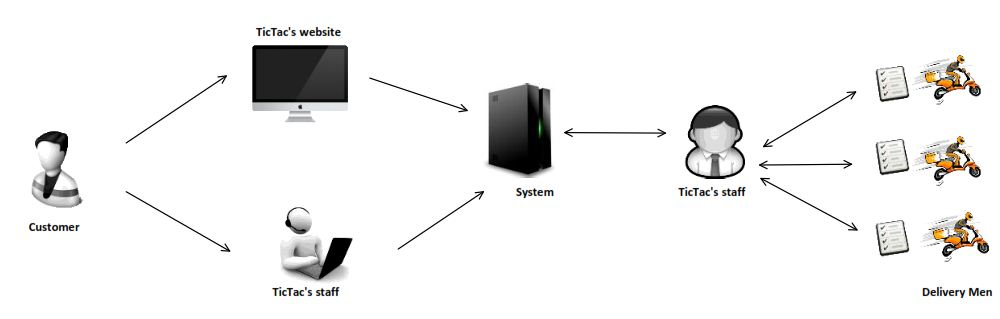 TicTac's website
Customer
TicTac's staff
System
TicTac's staff
Delivery Men